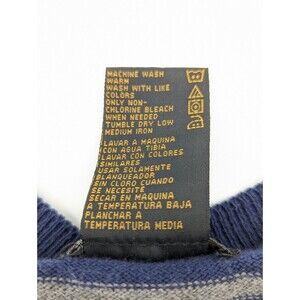 MACHINE WASH
WARM
WASH WITH LIKE
COLORS
ONLY NON-
CHLORINE BLEACH
WHEN NEEDED
TUMBLE DRY LOW
MEDIUM IRON
LAVAR A MAQUINA
CON AGUA TIBIA
LAVAR CON COLORES
SIMILARES
USAR SOLAMENTE
BLANQUEADOR
SIN CLORO CUANDO
SE NECESITE
SECAR EN MAQUINA
A TEMPERATURA BAJA
PLANCHAR A
TEMPERATURA MEDIA